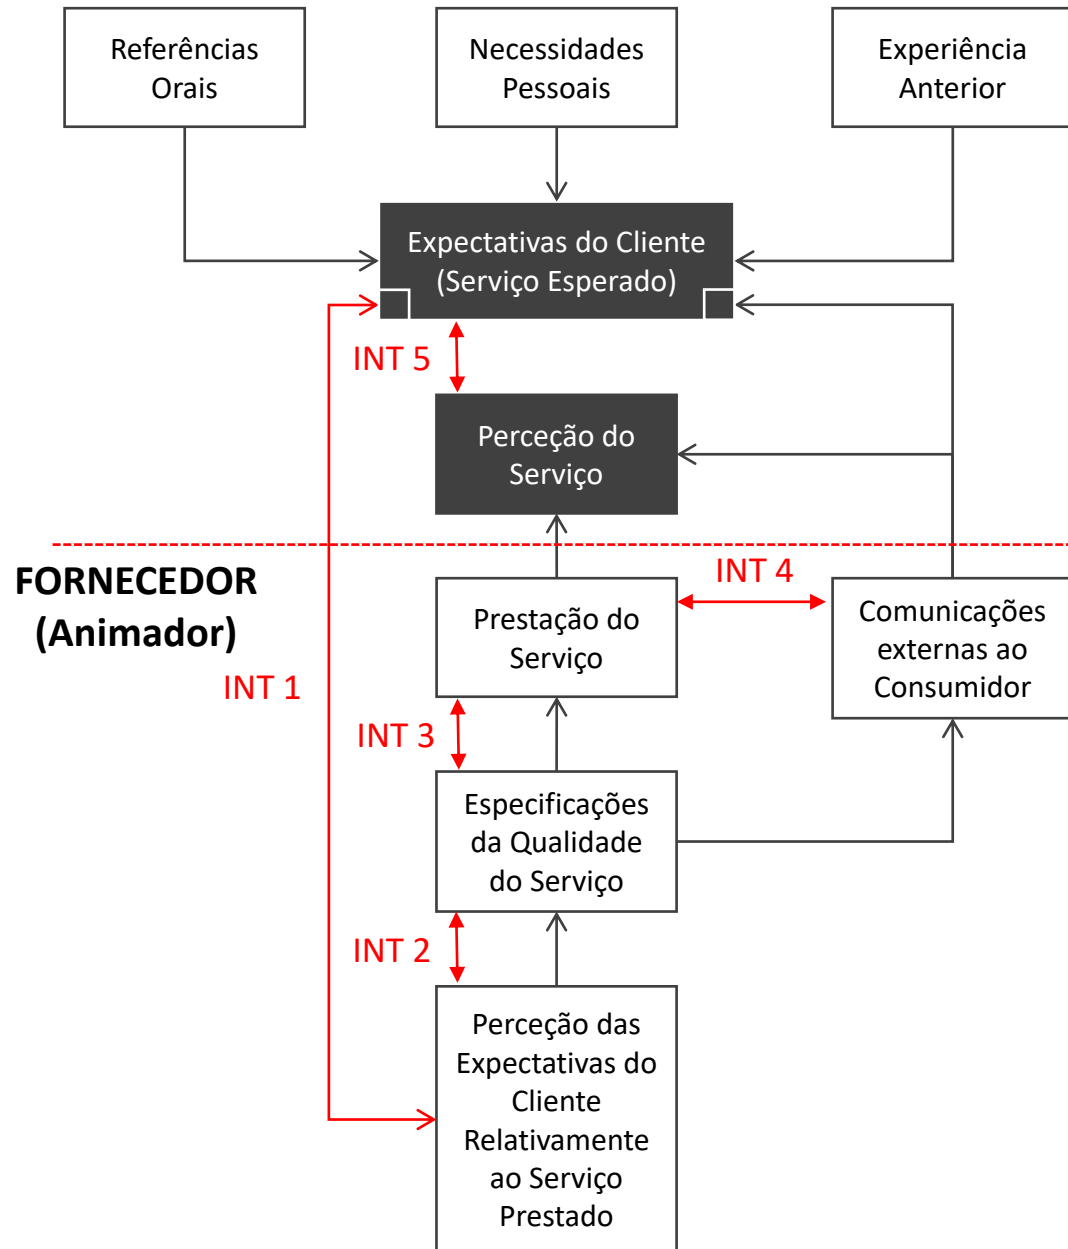 Referências
Orais
Necessidades
Pessoais
Experiência
Anterior
Expectativas do Cliente
(Serviço Esperado)
INT 5
Perceção do
Serviço
FORNECEDOR
(Animador)
INT 4
Prestação do
Serviço
Comunicações
externas ao
Consumidor
INT 1
INT 3
Especificações
da Qualidade
do Serviço
INT 2
Perceção das
Expectativas do
Cliente
Relativamente
ao Serviço
Prestado